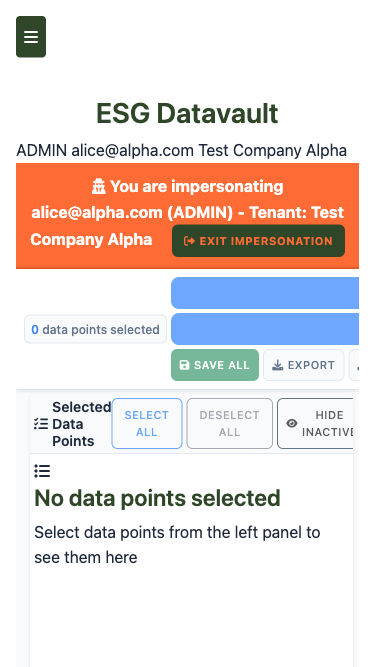 ESG Datavault
ADMIN alice@alpha.com Test Company Alpha
You are impersonating
alice@alpha.com (ADMIN) - Tenant: Test
Company Alpha
EXIT IMPERSONATION
0 data points selected
SAVE ALL
EXPORT
Selected
Data
Points
SELECT
ALL
DESELECT
ALL
HIDE
INACTIVE
No data points selected
Select data points from the left panel to
see them here